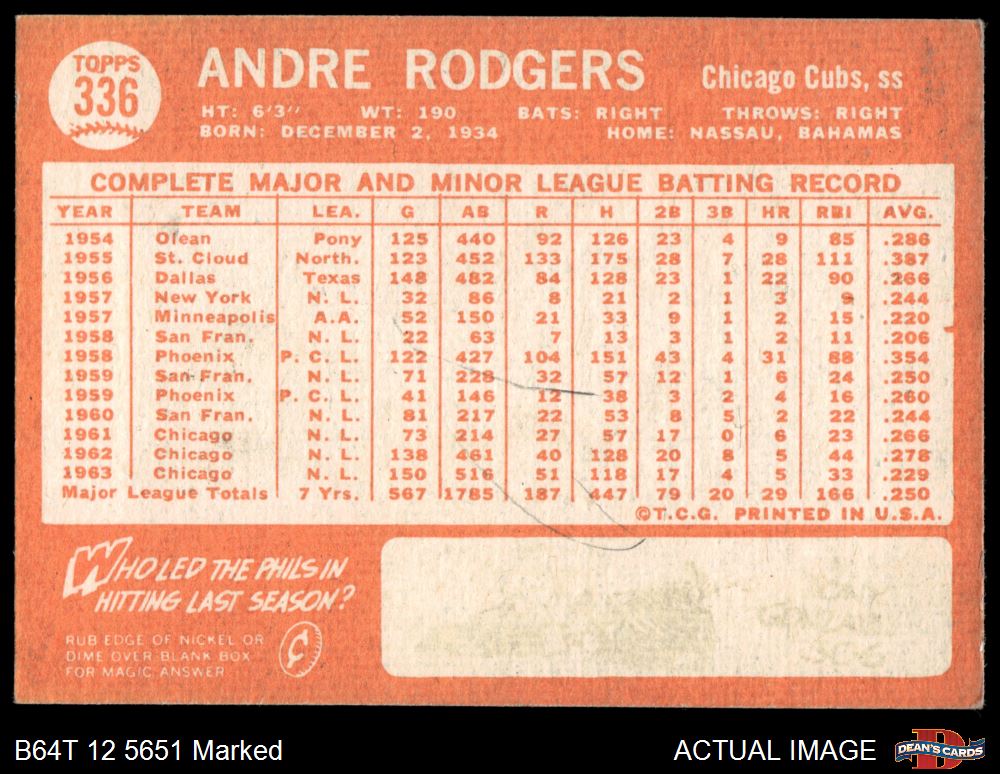 TOPPS
336
ANDRE RODGERS
Chicago Cubs, ss
HT: 6'3" WT: 190 BATS: RIGHT THROWS: RIGHT
BORN: DECEMBER 2, 1934 HOME: NASSAU, BAHAMAS
COMPLETE MAJOR AND MINOR LEAGUE BATTING RECORD
YEAR TEAM LEA. G AB R H 2B 3B HR RBI AVG.
1954 Olean Pony 125 440 92 126 23 4 9 85 .286
1955 St. Cloud North. 123 452 133 175 28 7 28 111 .387
1956 Dallas Texas 148 482 84 128 23 1 22 90 .266
1957 New York N. L. 32 86 8 21 2 1 3 9 .244
1957 Minneapolis A.A. 52 150 21 33 9 1 2 15 .220
1958 San Fran. N. L. 22 63 7 13 3 1 2 11 .206
1958 Phoenix P. C. L. 122 427 104 151 43 4 31 88 .354
1959 San Fran. N. L. 71 228 32 57 12 1 6 24 .250
1959 Phoenix P. C. L. 41 146 12 38 3 2 4 16 .260
1960 San Fran. N. L. 81 217 22 53 8 5 2 22 .244
1961 Chicago N. L. 73 214 27 57 17 0 6 23 .266
1962 Chicago N. L. 138 461 40 128 20 8 5 44 .278
1963 Chicago N. L. 150 516 51 118 17 4 5 33 .229
Major League Totals 7 Yrs. 567 1785 187 447 79 20 29 166 .250
©T.C.G. PRINTED IN U.S.A.
WHO LED THE PHILS IN
HITTING LAST SEASON?
RUB EDGE OF NICKEL OR
DIME OVER BLANK BOX
FOR MAGIC ANSWER
¢
B64T 12 5651 Marked
ACTUAL IMAGE
DEAN'S CARDS